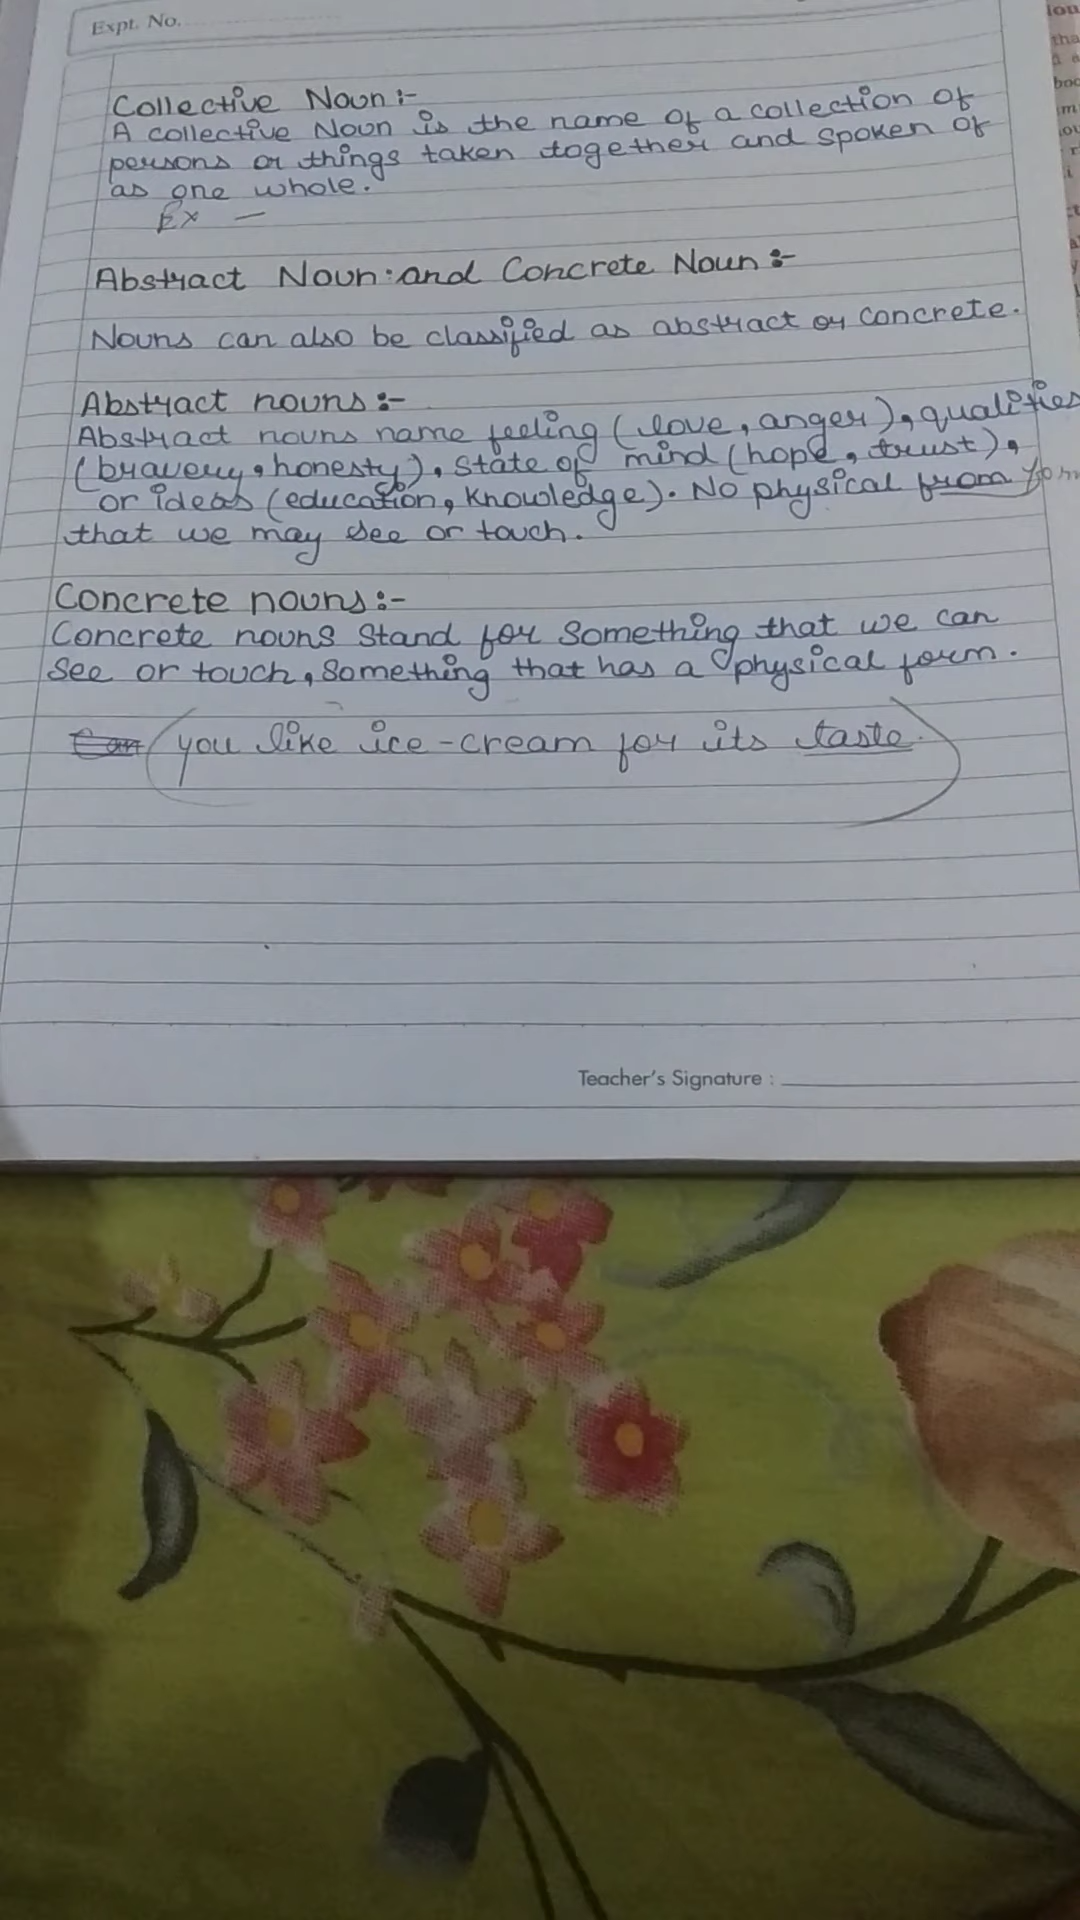 Expt. No.
Collective Noun :-
A collective Noun is the name of a collection of
persons or things taken together and spoken of
as one whole.
Ex —
Abstract Noun and Concrete Noun :-
Nouns can also be classified as abstract or concrete.
Abstract nouns :-
Abstract nouns name feeling (love, anger), qualities
(bravery, honesty), state of mind (hope, trust),
or ideas (education, knowledge). No physical from form
that we may see or touch.
Concrete nouns :-
Concrete nouns stand for something that we can
see or touch, something that has a physical form.
you like ice-cream for its taste.
Teacher's Signature :